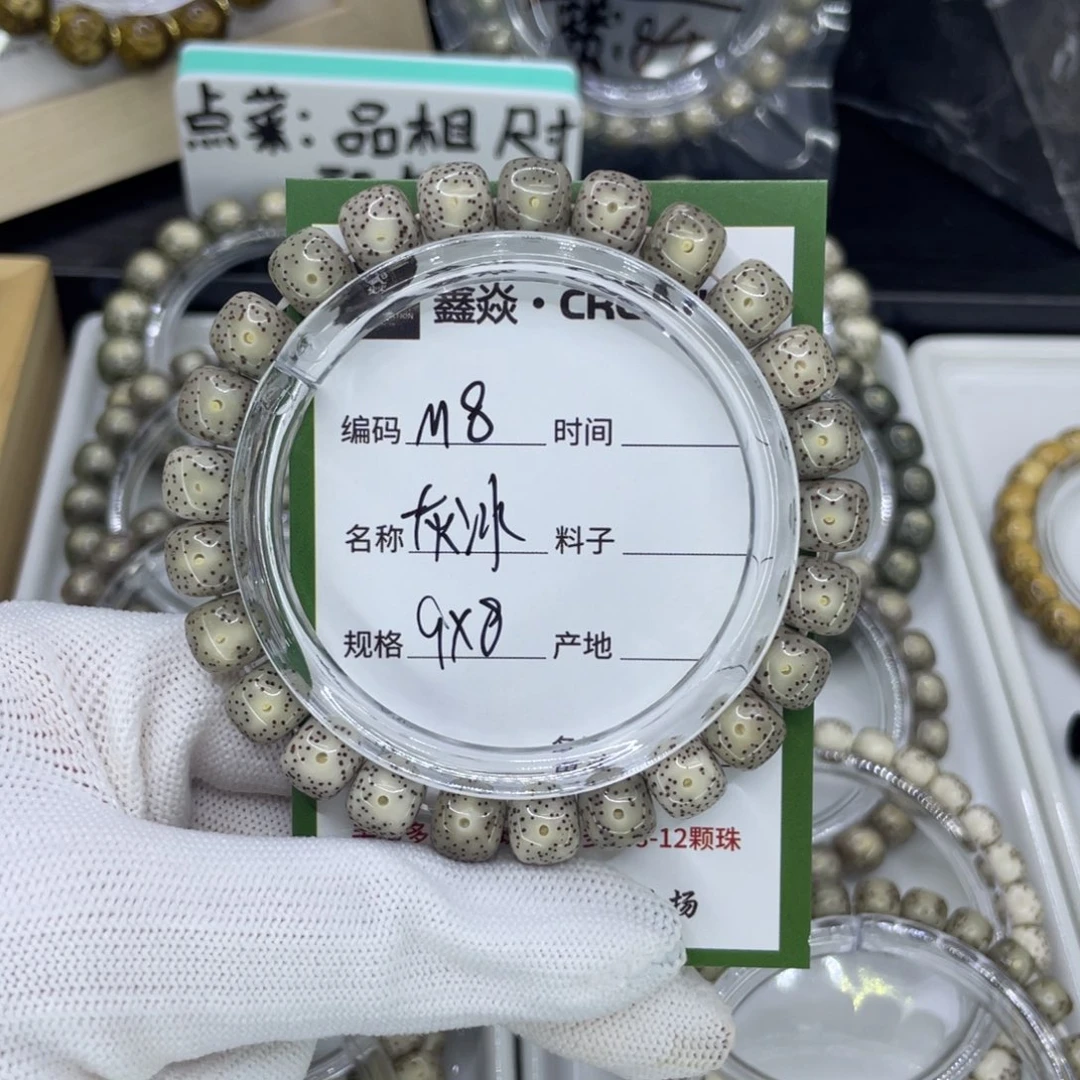 点菜：品相 尺寸
鑫焱·CR
编码 M8 时间
名称 灰冰 料子
规格 9X8 产地
-12颗珠
场